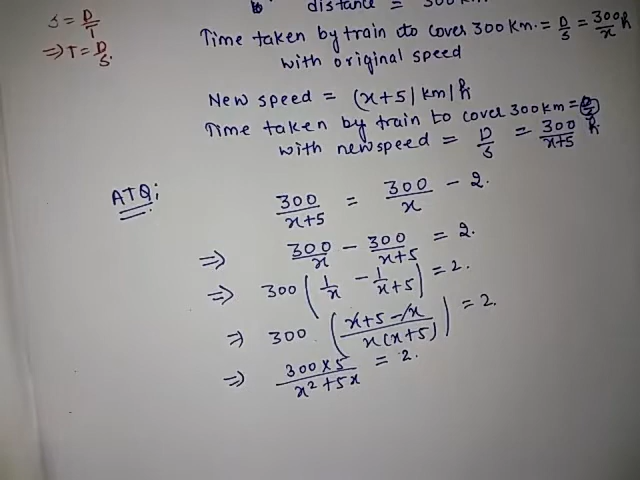 distance = 300 km
S = D/T
Time taken by train to cover 300 km. = D/S = 300/x h
⇒ T = D/S.
with original speed
New speed = (x+5) km/h
Time taken by train to cover 300 km =
with new speed = D/S = 300/x+5 h
ATQ;
300/x+5 = 300/x - 2.
⇒ 300/x - 300/x+5 = 2.
⇒ 300 (1/x - 1/x+5) = 2.
⇒ 300 (x+5-x/x(x+5)) = 2.
⇒ 300×5/x²+5x = 2.